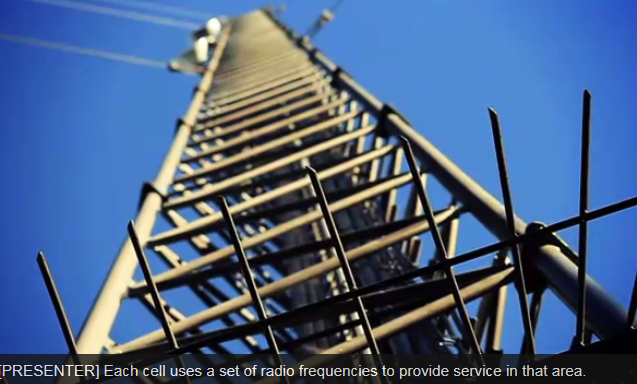 [PRESENTER] Each cell uses a set of radio frequencies to provide service in that area.